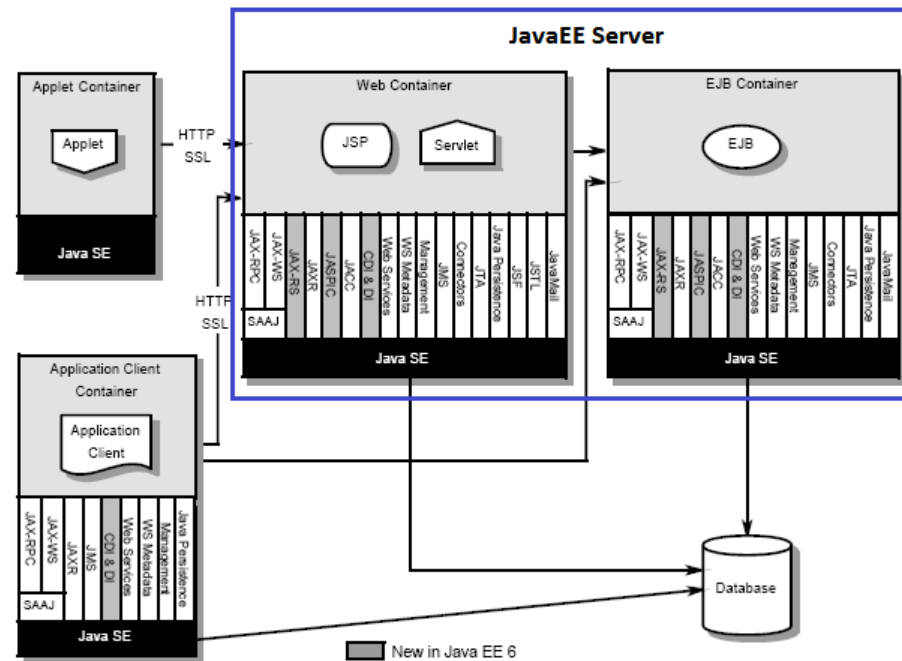 JavaEE Server
Applet Container
Applet
Java SE
HTTP
SSL
Web Container
JSP
Servlet
JAX-RPC
JAX-WS
SAAJ
JAX-RS
JAXR
JASPIC
JACC
CDI & DI
Web Services
WS Metadata
Management
JMS
Connectors
JTA
Java Persistence
JSF
JSTL
JavaMail
Java SE
EJB Container
EJB
JAX-RPC
JAX-WS
SAAJ
JAX-RS
JAXR
JASPIC
JACC
CDI & DI
Web Services
WS Metadata
Management
JMS
Connectors
JTA
Java Persistence
JavaMail
Java SE
HTTP
SSL
Application Client
Container
Application
Client
JAX-RPC
JAX-WS
SAAJ
JAXR
JMS
CDI & DI
Web Services
WS Metadata
Management
Java Persistence
Java SE
Database
New in Java EE 6